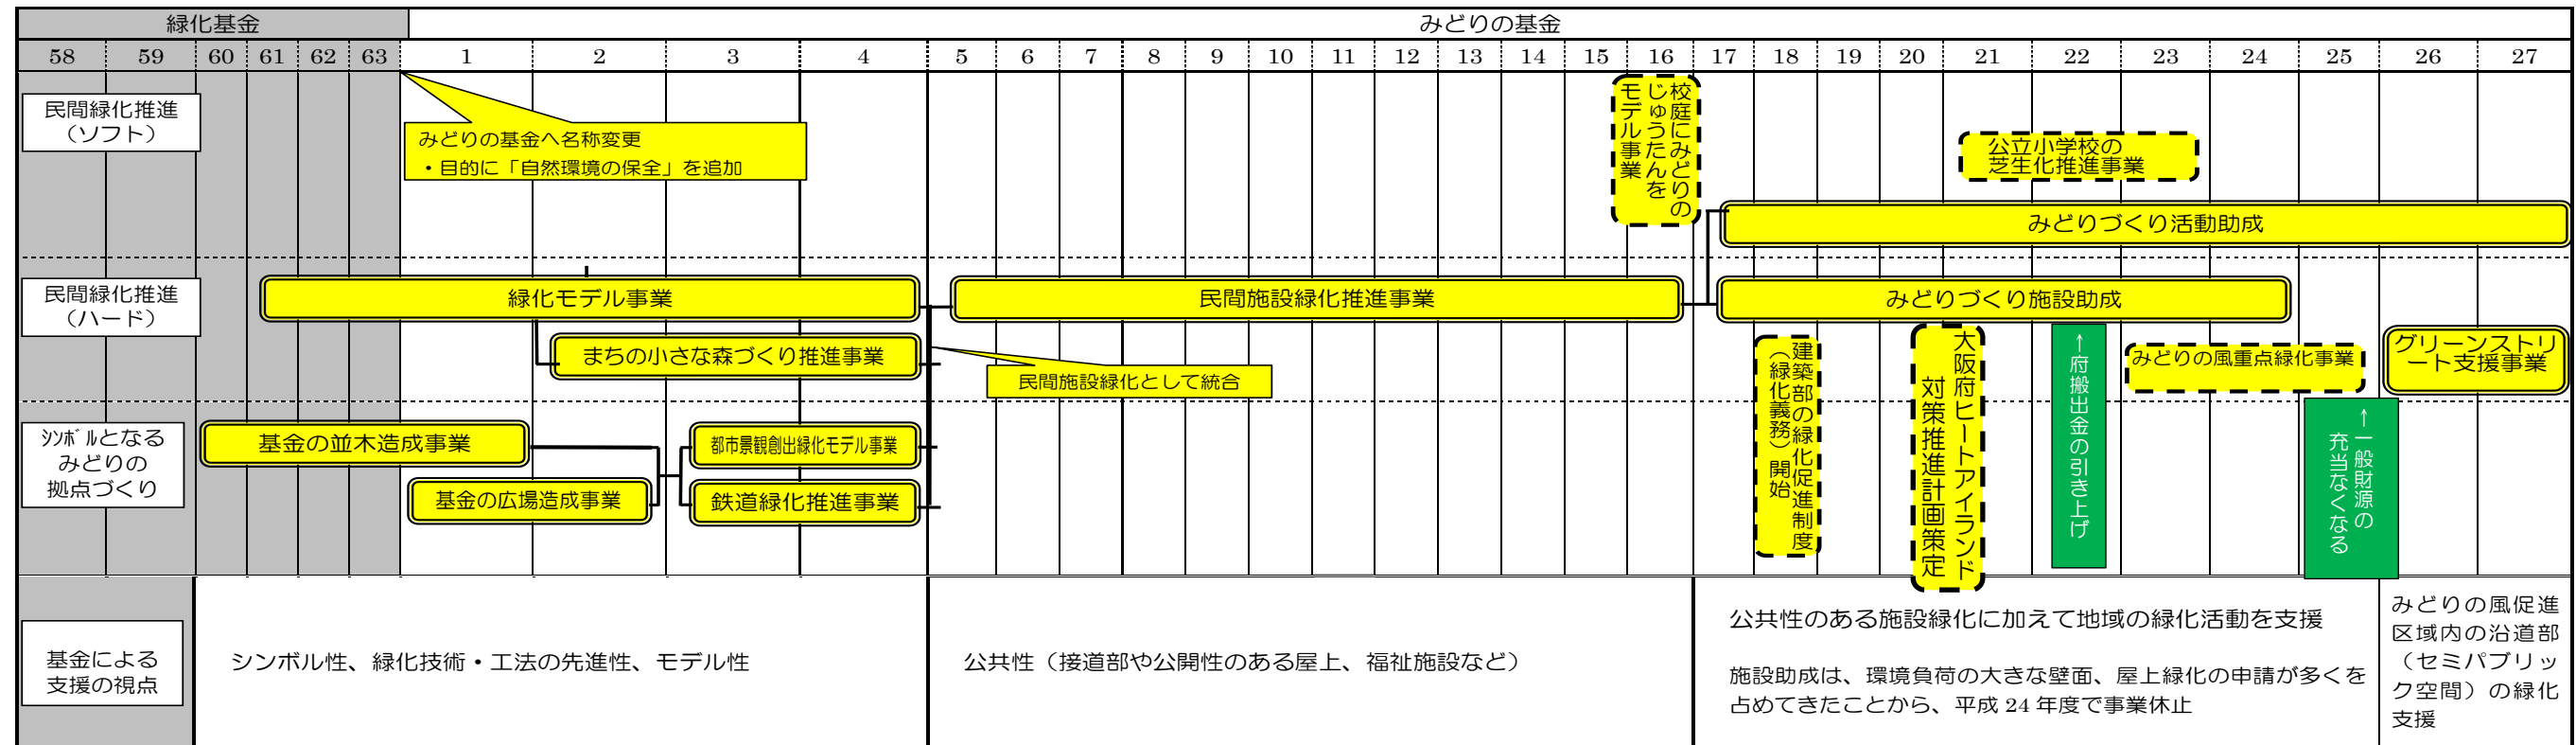 緑化基金
みどりの基金
58 59 60 61 62 63 1 2 3 4 5 6 7 8 9 10 11 12 13 14 15 16 17 18 19 20 21 22 23 24 25 26 27
民間緑化推進
（ソフト）
みどりの基金へ名称変更
・目的に「自然環境の保全」を追加
校庭にみどりの
じゅうたんを
モデル事業
公立小学校の
芝生化推進事業
みどりづくり活動助成
民間緑化推進
（ハード）
緑化モデル事業
民間施設緑化推進事業
みどりづくり施設助成
まちの小さな森づくり推進事業
民間施設緑化として統合
建築部の緑化促進制度
（緑化義務）開始
大阪府ヒートアイランド
対策推進計画策定
↑府搬出金の引き上げ
みどりの風重点緑化事業
グリーンストリ
ート支援事業
ｼﾝﾎﾞﾙとなる
みどりの
拠点づくり
基金の並木造成事業
都市景観創出緑化モデル事業
基金の広場造成事業
鉄道緑化推進事業
↑一般財源の
充当なくなる
基金による
支援の視点
シンボル性、緑化技術・工法の先進性、モデル性
公共性（接道部や公開性のある屋上、福祉施設など）
公共性のある施設緑化に加えて地域の緑化活動を支援
施設助成は、環境負荷の大きな壁面、屋上緑化の申請が多くを
占めてきたことから、平成 24 年度で事業休止
みどりの風促進
区域内の沿道部
（セミパブリッ
ク空間）の緑化
支援